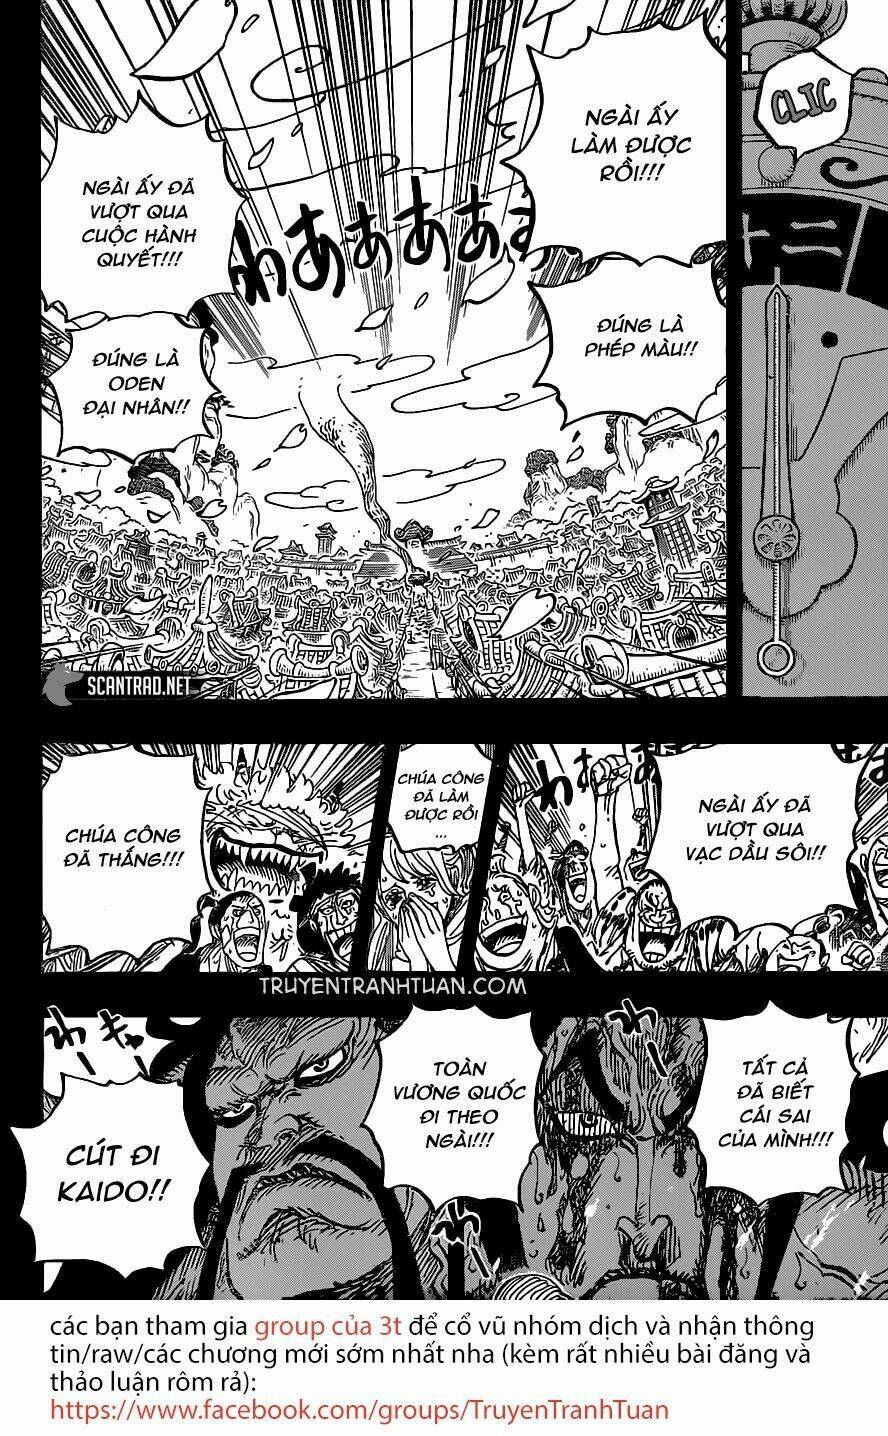 CLIC
十二
NGÀI ẤY
LÀM ĐƯỢC
RỒI!!!
ĐÚNG LÀ
PHÉP MÀU!!
わあああああ
NGÀI ẤY ĐÃ
VƯỢT QUA
CUỘC HÀNH
QUYẾT!!!
ĐÚNG LÀ
ODEN
ĐẠI NHÂN!!
SCANTRAD.NET
NGÀI ẤY ĐÃ
VƯỢT QUA
VẠC DẦU SÔI!!
わあ
CHÚA CÔNG
ĐÃ LÀM
ĐƯỢC RỒI
...
CHÚA CÔNG
ĐÃ THẮNG!!!
TRUYENTRANHTUAN.COM
TẤT CẢ
ĐÃ BIẾT
CÁI SAI
CỦA MÌNH!!!
TOÀN
VƯƠNG QUỐC
ĐI THEO
NGÀI!!!
CÚT ĐI
KAIDO!!
các bạn tham gia group của 3t để cổ vũ nhóm dịch và nhận thông
tin/raw/các chương mới sớm nhất nha (kèm rất nhiều bài đăng và
thảo luận rôm rả):
https://www.facebook.com/groups/TruyenTranhTuan